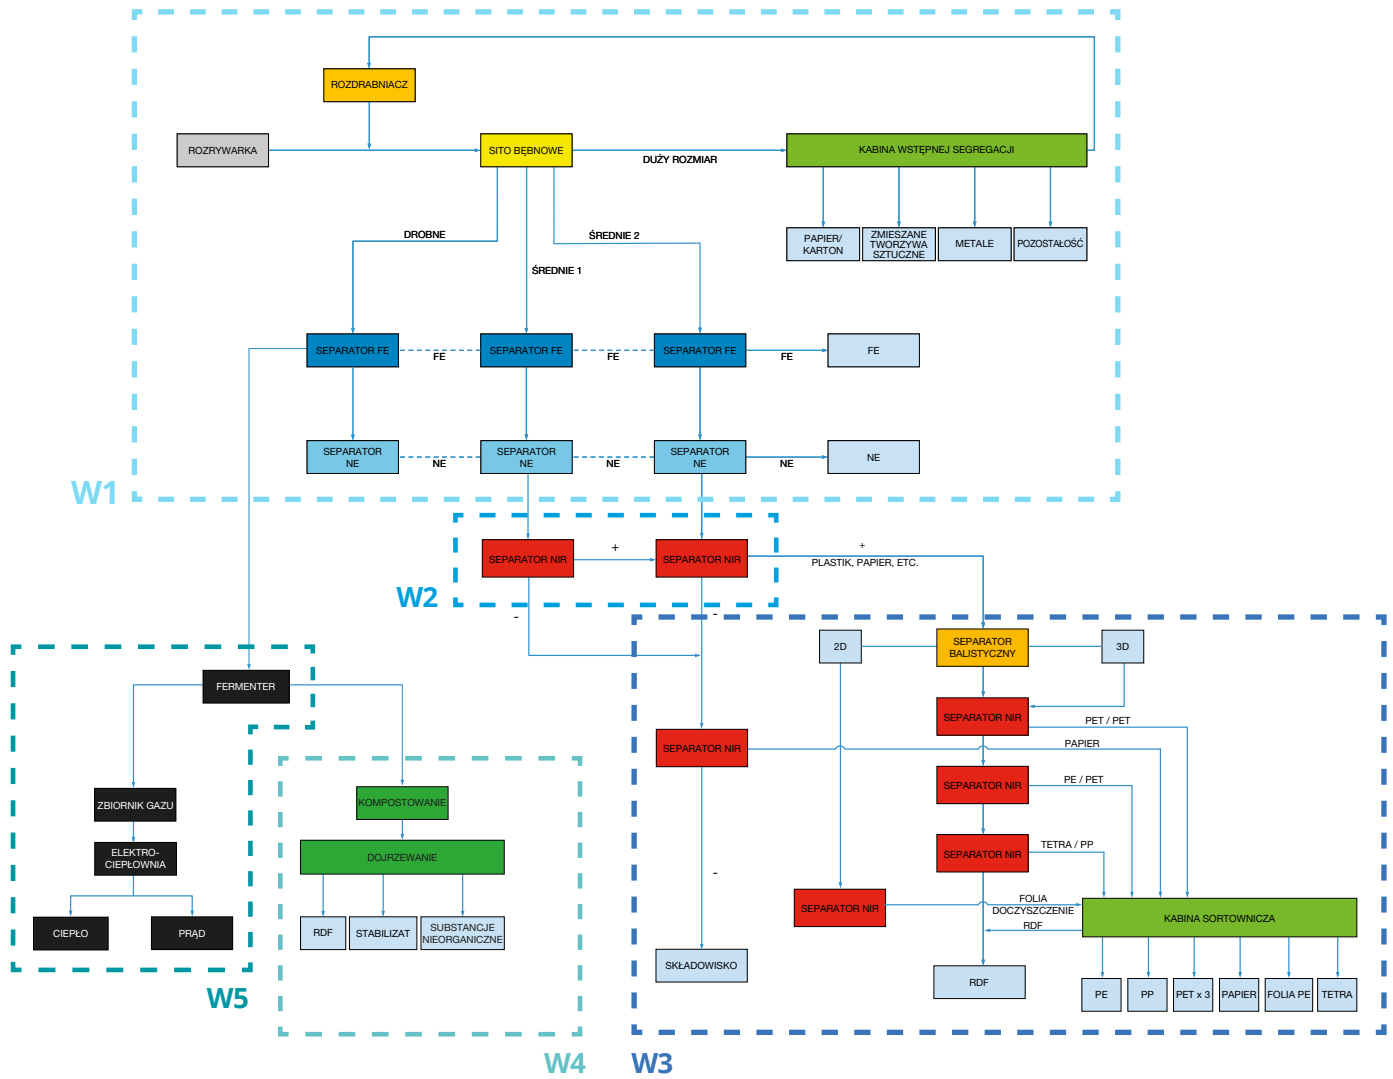 ROZDRABNIACZ
ROZRYWARKA
SITO BĘBNOWE
DUŻY ROZMIAR
KABINA WSTĘPNEJ SEGREGACJI
PAPIER/
KARTON
ZMIESZANE
TWORZYWA
SZTUCZNE
METALE
POZOSTAŁOŚĆ
DROBNE
ŚREDNIE 1
ŚREDNIE 2
SEPARATOR FE
FE
SEPARATOR FE
FE
SEPARATOR FE
FE
FE
SEPARATOR
NE
NE
SEPARATOR
NE
NE
SEPARATOR
NE
NE
NE
W1
SEPARATOR NIR
+
SEPARATOR NIR
+
PLASTIK, PAPIER, ETC.
W2
-
-
2D
SEPARATOR
BALISTYCZNY
3D
SEPARATOR NIR
PET / PET
SEPARATOR NIR
PAPIER
SEPARATOR NIR
PE / PET
SEPARATOR NIR
TETRA / PP
-
SEPARATOR NIR
FOLIA
DOCZYSZCZENIE
RDF
KABINA SORTOWNICZA
SKŁADOWISKO
RDF
PE
PP
PET x 3
PAPIER
FOLIA PE
TETRA
W3
FERMENTER
ZBIORNIK GAZU
ELEKTRO-
CIEPŁOWNIA
CIEPŁO
PRĄD
W5
KOMPOSTOWANIE
DOJRZEWANIE
RDF
STABILIZAT
SUBSTANCJE
NIEORGANICZNE
W4